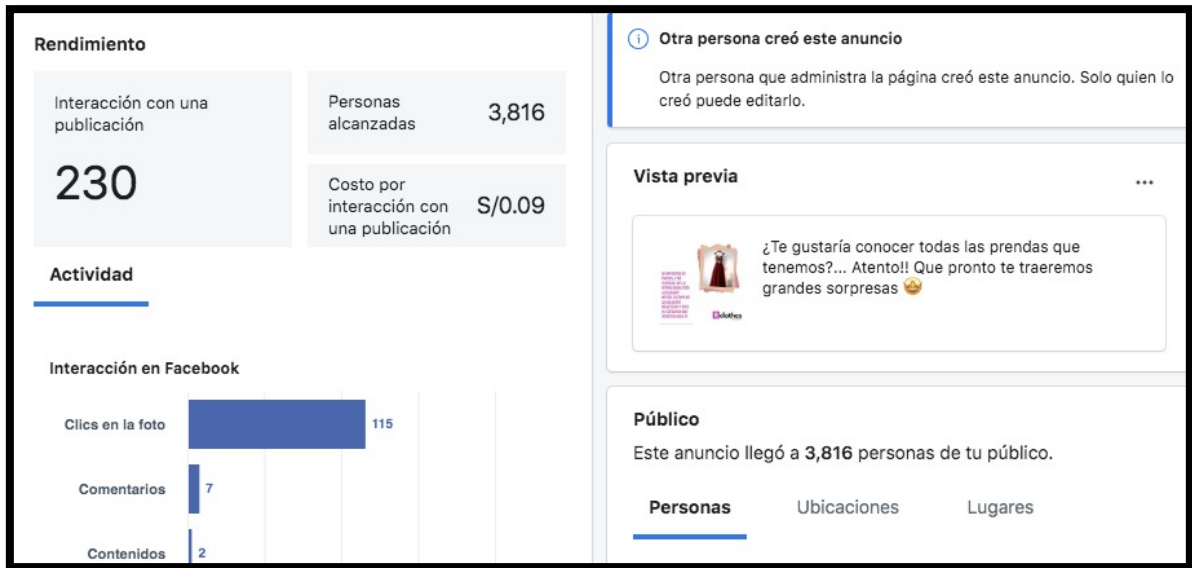 Rendimiento
Interacción con una
publicación
230
Personas
alcanzadas
3,816
Costo por
interacción con
una publicación
S/0.09
Actividad
Interacción en Facebook
Clics en la foto
115
Comentarios
7
Contenidos
2
Otra persona creó este anuncio
Otra persona que administra la página creó este anuncio. Solo quien lo
creó puede editarlo.
Vista previa
...
¿Te gustaría conocer todas las prendas que
tenemos?... Atento!! Que pronto te traeremos
grandes sorpresas 🤩
Público
Este anuncio llegó a 3,816 personas de tu público.
Personas
Ubicaciones
Lugares